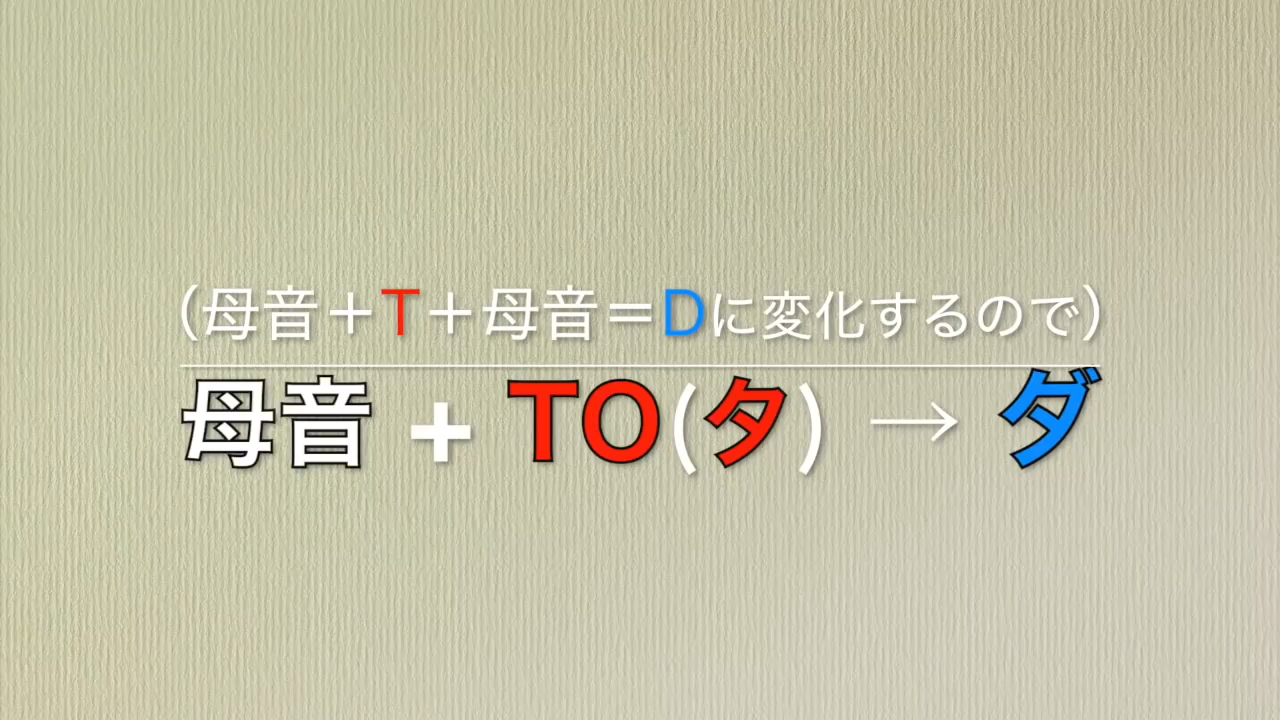 （母音＋T＋母音＝Dに変化するので）
母音 + TO(タ) → ダ